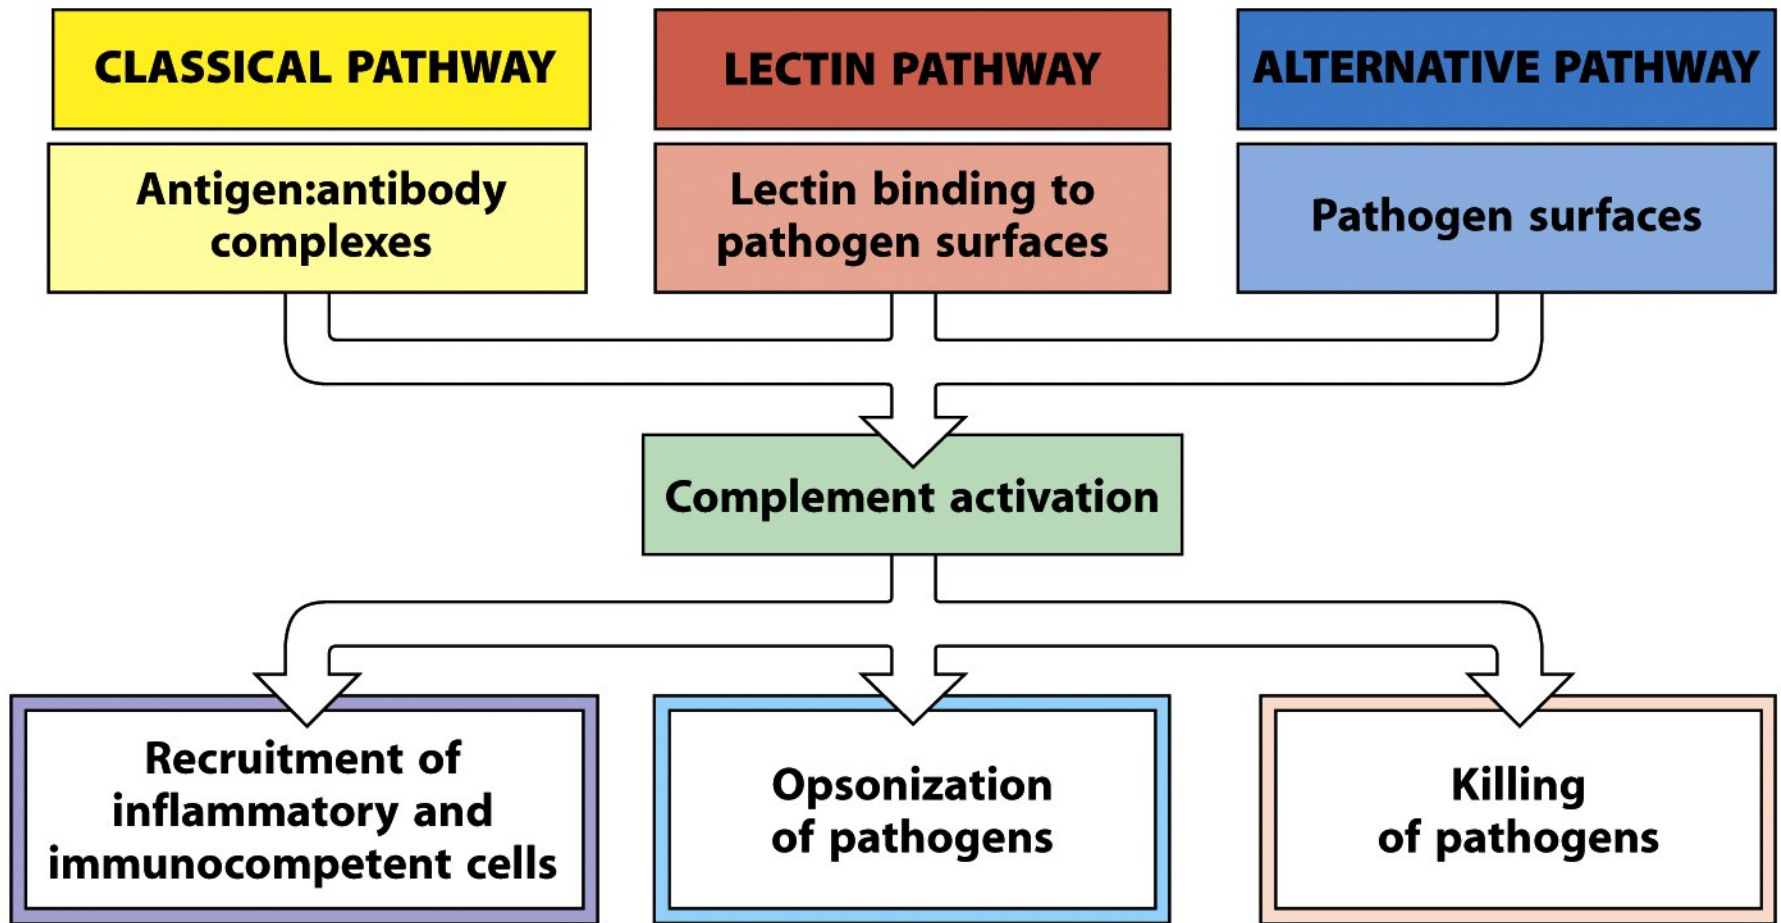 CLASSICAL PATHWAY
LECTIN PATHWAY
ALTERNATIVE PATHWAY
Antigen:antibody
complexes
Lectin binding to
pathogen surfaces
Pathogen surfaces
Complement activation
Recruitment of
inflammatory and
immunocompetent cells
Opsonization
of pathogens
Killing
of pathogens